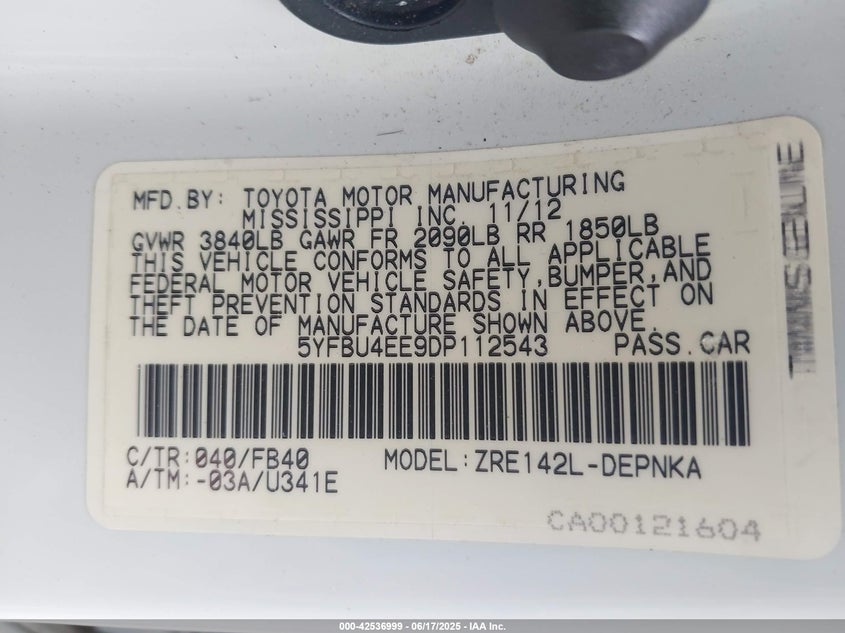 MFD.BY: TOYOTA MOTOR MANUFACTURING
MISSISSIPPI INC. 11/12
GVWR 3840LB GAWR FR 2090LB RR 1850LB
THIS VEHICLE CONFORMS TO ALL APPLICABLE
FEDERAL MOTOR VEHICLE SAFETY,BUMPER,AND
THEFT PREVENTION STANDARDS IN EFFECT ON
THE DATE OF MANUFACTURE SHOWN ABOVE.
5YFBU4EE9DP112543 PASS.CAR
C/TR:040/FB40 MODEL:ZRE142L-DEPNKA
A/TM:-03A/U341E
CA00121604
000-42536999 - 06/17/2025 - IAA Inc.